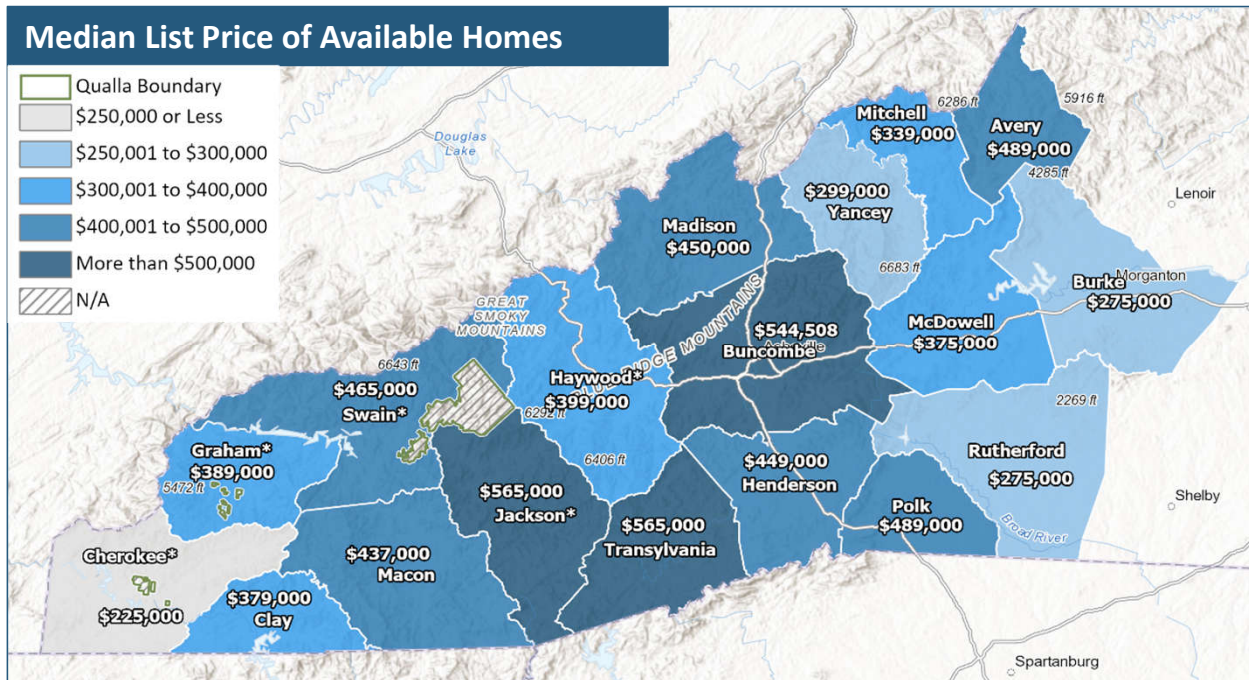 Median List Price of Available Homes
Qualla Boundary
$250,000 or Less
$250,001 to $300,000
$300,001 to $400,000
$400,001 to $500,000
More than $500,000
N/A
Douglas
Lake
6286 ft
5916 ft
Mitchell
$339,000
Avery
$489,000
4285 ft
Lenoir
$299,000
Yancey
Madison
$450,000
6683 ft
Morganton
Burke
$275,000
GREAT
SMOKY
MOUNTAINS
BLUE RIDGE MOUNTAINS
$544,508
Asheville
Buncombe
McDowell
$375,000
6643 ft
$465,000
Swain*
Haywood*
$399,000
6292 ft
2269 ft
Graham*
$389,000
5472 ft
6406 ft
$449,000
Henderson
Rutherford
$275,000
$565,000
Jackson*
Shelby
Polk
$489,000
$565,000
Transylvania
Broad River
Cherokee*
$225,000
$437,000
Macon
$379,000
Clay
Spartanburg